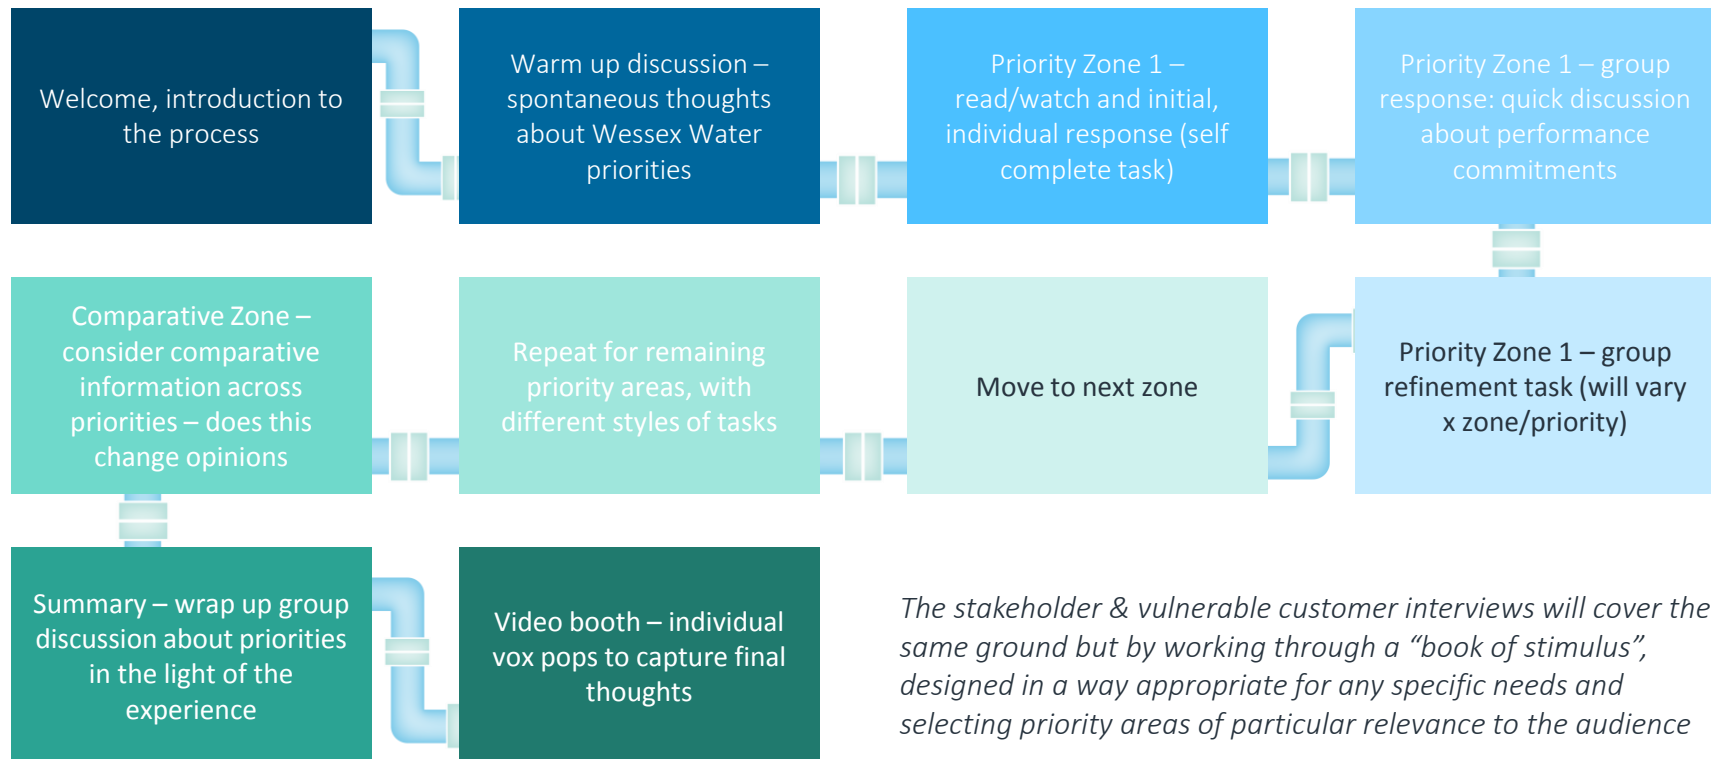 Welcome, introduction to
the process
Warm up discussion –
spontaneous thoughts
about Wessex Water
priorities
Priority Zone 1 –
read/watch and initial,
individual response (self
complete task)
Priority Zone 1 – group
response: quick discussion
about performance
commitments
Priority Zone 1 – group
refinement task (will vary
x zone/priority)
Move to next zone
Repeat for remaining
priority areas, with
different styles of tasks
Comparative Zone –
consider comparative
information across
priorities – does this
change opinions
Summary – wrap up group
discussion about priorities
in the light of the
experience
Video booth – individual
vox pops to capture final
thoughts
The stakeholder & vulnerable customer interviews will cover the
same ground but by working through a “book of stimulus”,
designed in a way appropriate for any specific needs and
selecting priority areas of particular relevance to the audience